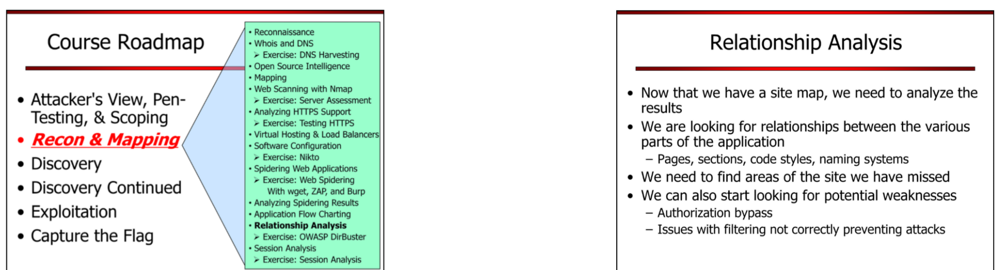 Course Roadmap
• Attacker's View, Pen-
Testing, & Scoping
• Recon & Mapping
• Discovery
• Discovery Continued
• Exploitation
• Capture the Flag
• Reconnaissance
• Whois and DNS
➢ Exercise: DNS Harvesting
• Open Source Intelligence
• Mapping
• Web Scanning with Nmap
➢ Exercise: Server Assessment
• Analyzing HTTPS Support
➢ Exercise: Testing HTTPS
• Virtual Hosting & Load Balancers
• Software Configuration
➢ Exercise: Nikto
• Spidering Web Applications
➢ Exercise: Web Spidering
With wget, ZAP, and Burp
• Analyzing Spidering Results
• Application Flow Charting
• Relationship Analysis
➢ Exercise: OWASP DirBuster
• Session Analysis
➢ Exercise: Session Analysis
Relationship Analysis
• Now that we have a site map, we need to analyze the
results
• We are looking for relationships between the various
parts of the application
– Pages, sections, code styles, naming systems
• We need to find areas of the site we have missed
• We can also start looking for potential weaknesses
– Authorization bypass
– Issues with filtering not correctly preventing attacks